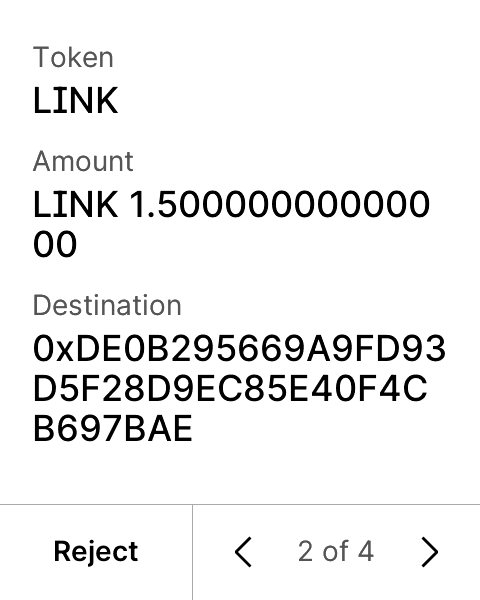 Token
LINK
Amount
LINK 1.500000000000
00
Destination
0xDE0B295669A9FD93
D5F28D9EC85E40F4C
B697BAE
Reject
2 of 4